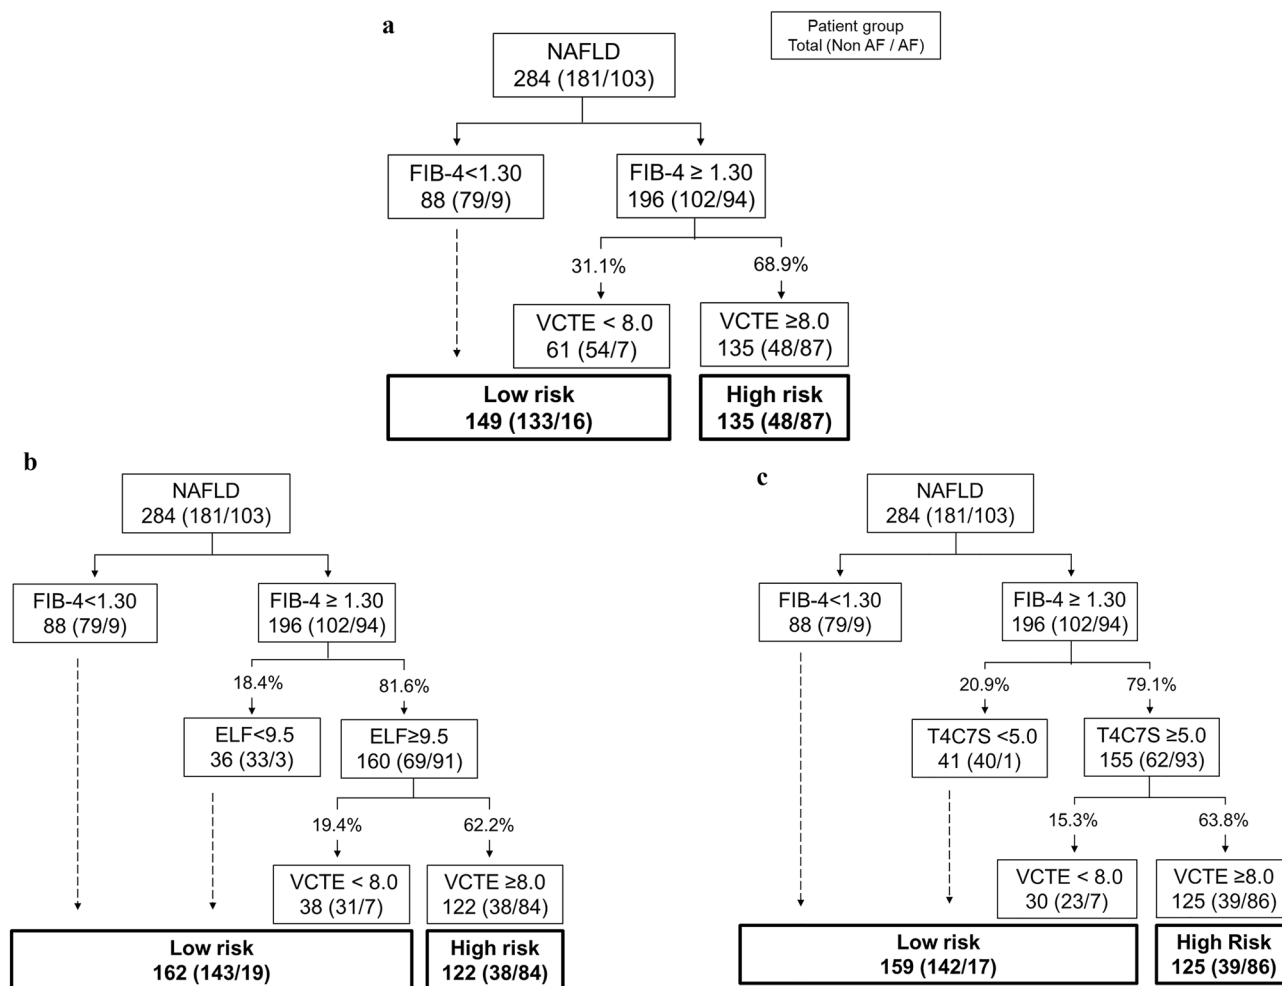 a
Patient group
Total (Non AF / AF)
NAFLD
284 (181/103)
FIB-4<1.30
88 (79/9)
FIB-4 ≥ 1.30
196 (102/94)
31.1%
68.9%
VCTE < 8.0
61 (54/7)
VCTE ≥8.0
135 (48/87)
Low risk
149 (133/16)
High risk
135 (48/87)
b
NAFLD
284 (181/103)
FIB-4<1.30
88 (79/9)
FIB-4 ≥ 1.30
196 (102/94)
18.4%
81.6%
ELF<9.5
36 (33/3)
ELF≥9.5
160 (69/91)
19.4%
62.2%
VCTE < 8.0
38 (31/7)
VCTE ≥8.0
122 (38/84)
Low risk
162 (143/19)
High risk
122 (38/84)
c
NAFLD
284 (181/103)
FIB-4<1.30
88 (79/9)
FIB-4 ≥ 1.30
196 (102/94)
20.9%
79.1%
T4C7S <5.0
41 (40/1)
T4C7S ≥5.0
155 (62/93)
15.3%
63.8%
VCTE < 8.0
30 (23/7)
VCTE ≥8.0
125 (39/86)
Low risk
159 (142/17)
High Risk
125 (39/86)